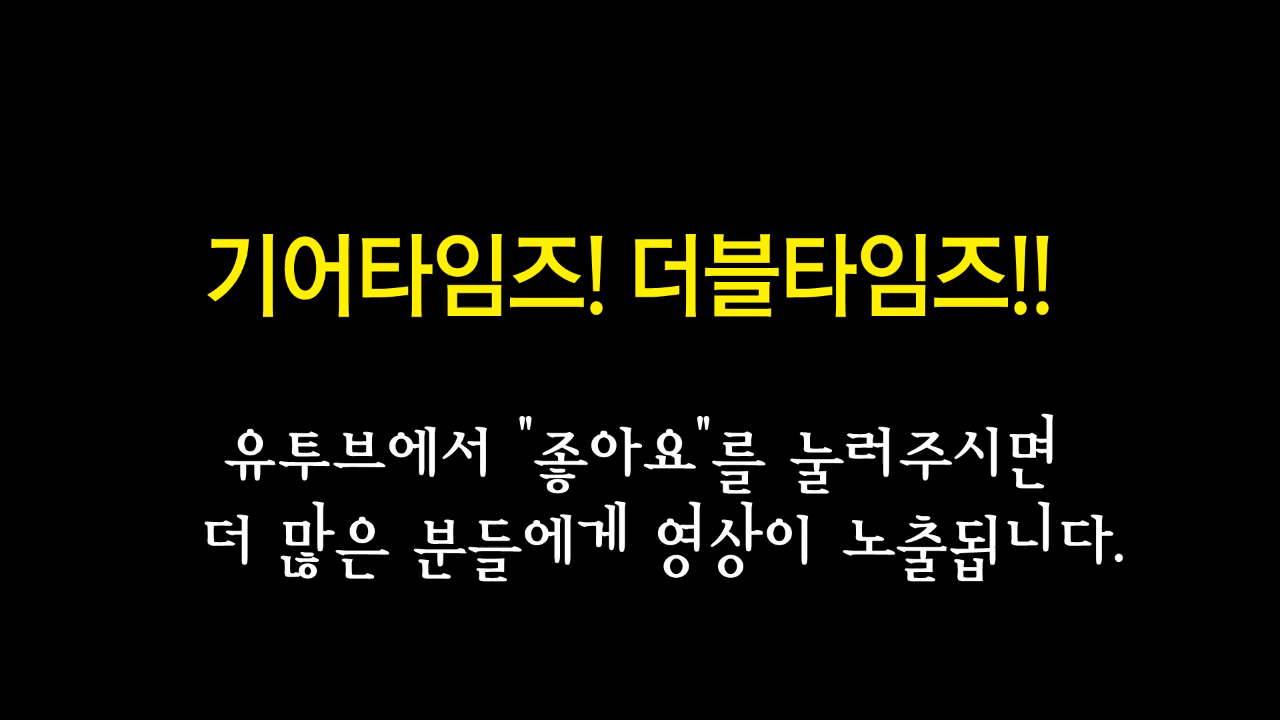 기어타임즈! 더블타임즈!!
유투브에서 "좋아요"를 눌러주시면
더 많은 분들에게 영상이 노출됩니다.